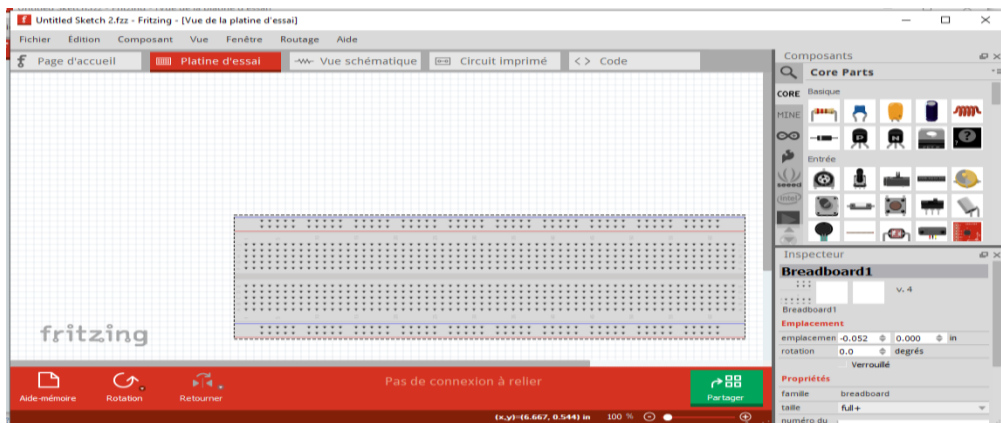 Untitled Sketch 2.fzz - Fritzing - [Vue de la platine d'essai]
Fichier Edition Composant Vue Fenêtre Routage Aide
Page d'accueil Platine d'essai Vue schématique Circuit imprimé Code
Composants
Core Parts
CORE Basique
MINE
Entrée
seeed
intel
Inspecteur
Breadboard1
v. 4
Breadboard1
Emplacement
emplacemen -0.052 0.000 in
rotation 0.0 degrés
Verrouillé
Propriétés
famille breadboard
taille full+
numéro du
fritzing
Aide-mémoire Rotation Retourner
Pas de connexion à relier
Partager
(x,y)=(6.667, 0.544) in 100 %